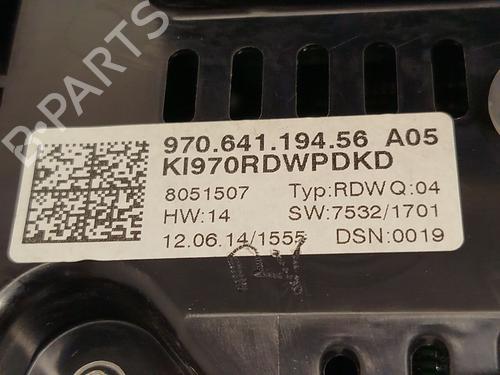 970.641.194.56 A05
KI970RDWPDKD
8051507 Typ:RDW Q:04
HW:14 SW:7532/1701
12.06.14/1555 DSN:0019
B-PARTS